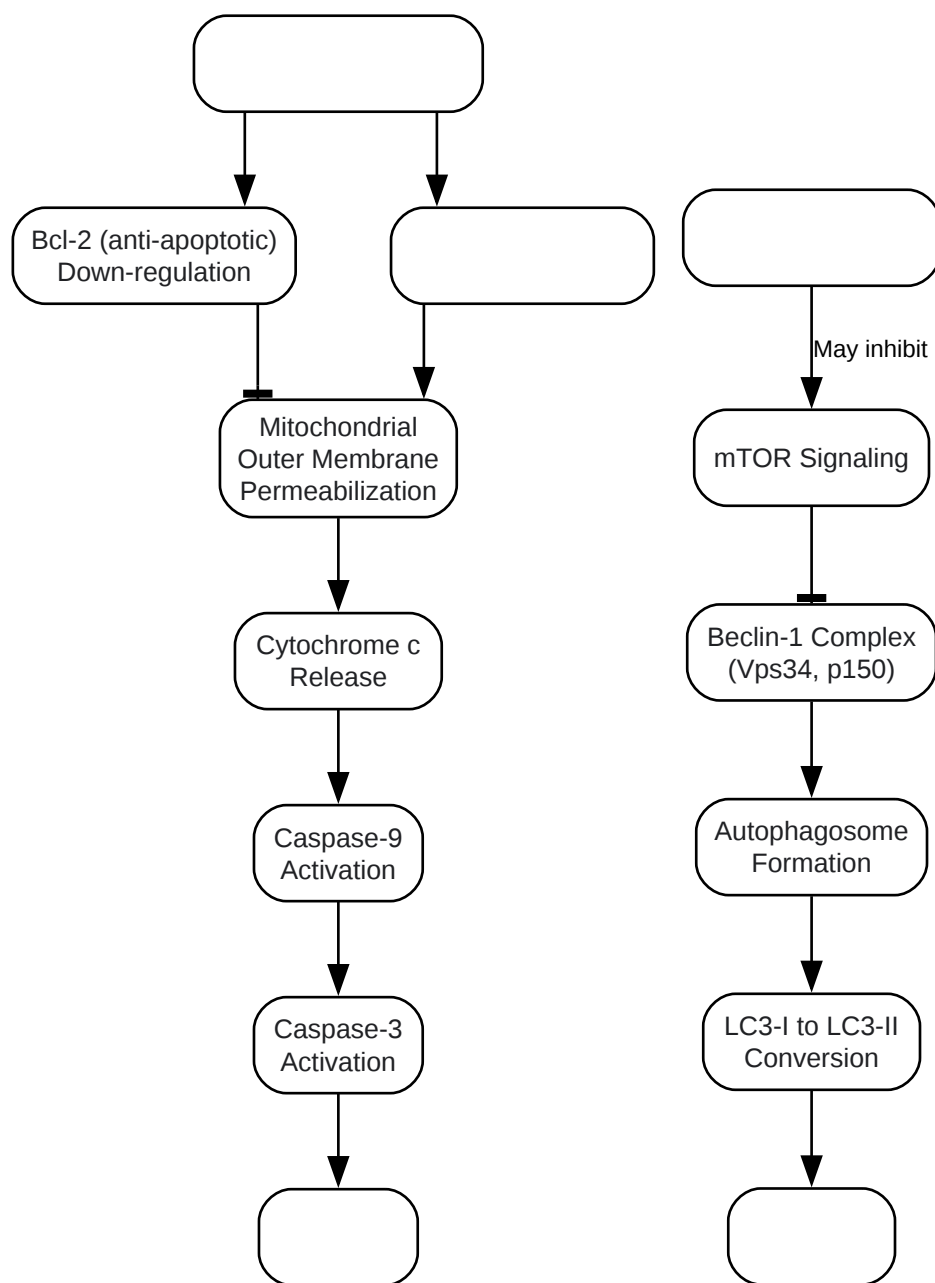 Bcl-2 (anti-apoptotic)
Down-regulation
May inhibit
Mitochondrial
Outer Membrane
Permeabilization
mTOR Signaling
Cytochrome c
Release
Beclin-1 Complex
(Vps34, p150)
Caspase-9
Activation
Autophagosome
Formation
Caspase-3
Activation
LC3-I to LC3-II
Conversion